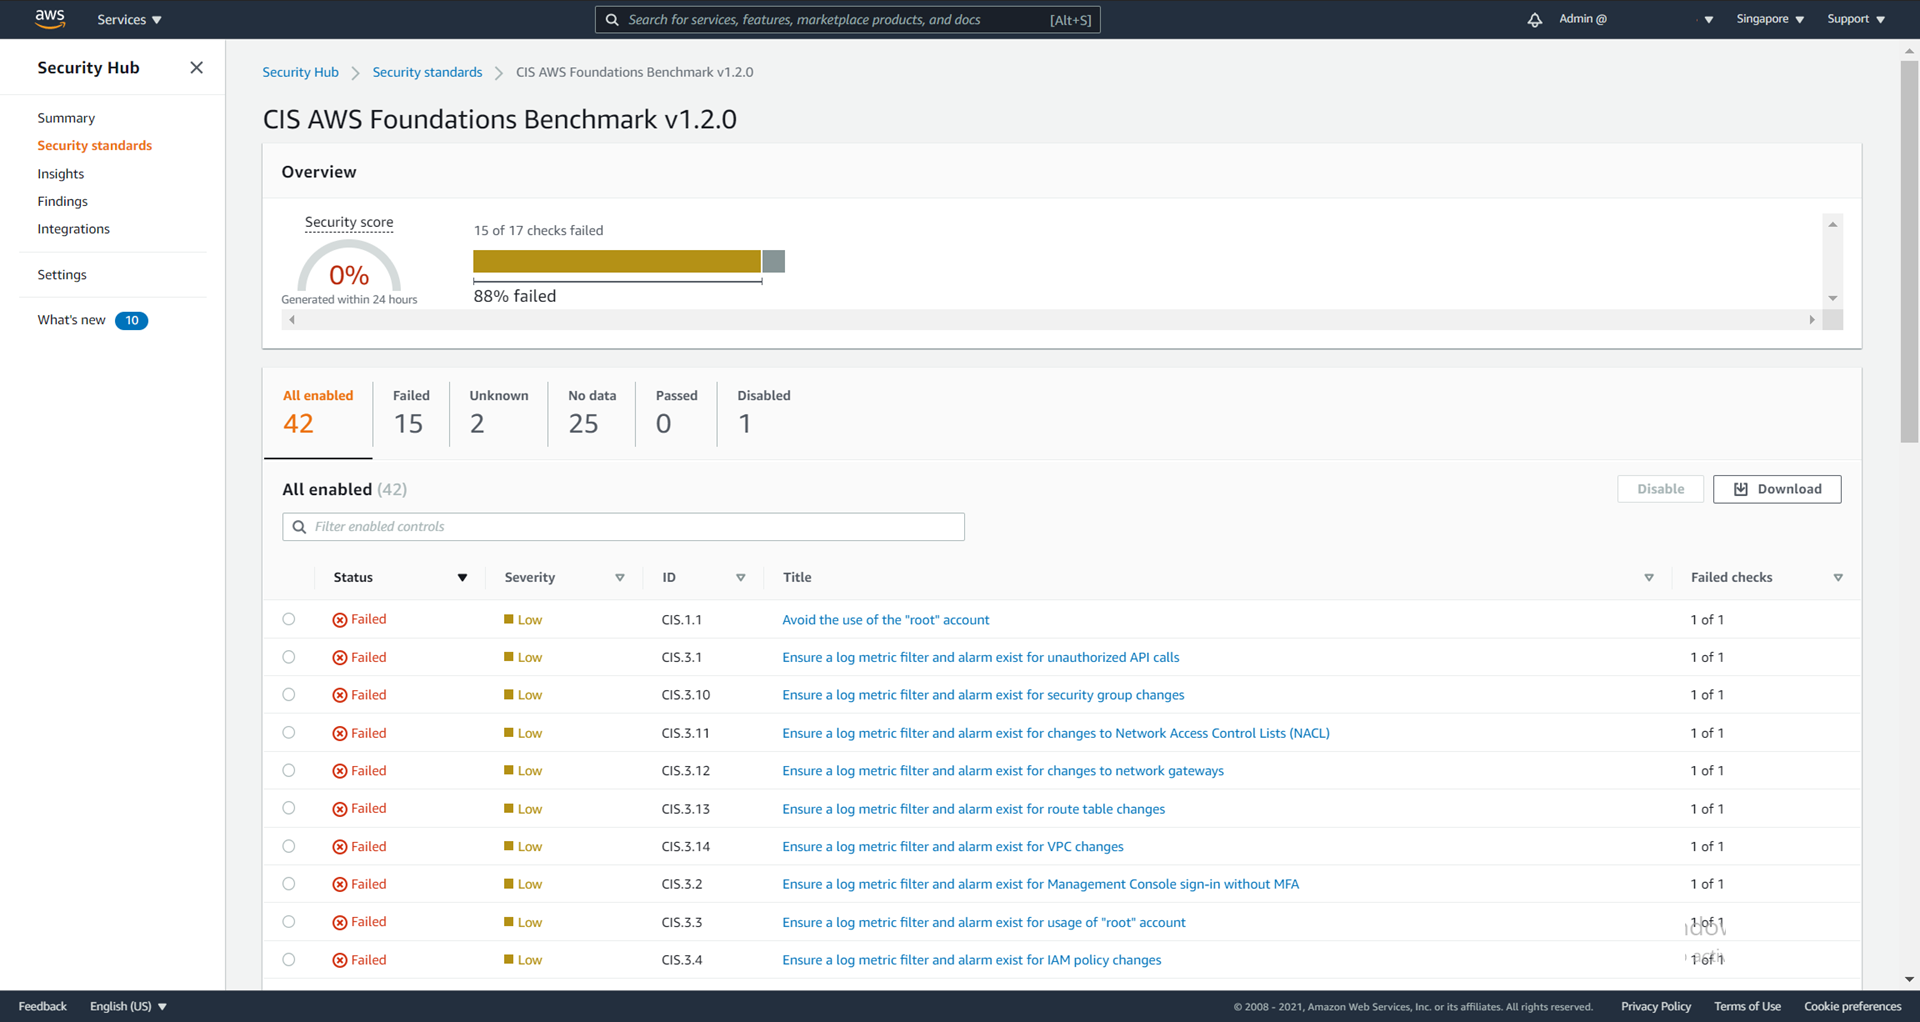 aws Services Search for services, features, marketplace products, and docs [Alt+S] Admin @ Singapore Support
Security Hub
Summary
Security standards
Insights
Findings
Integrations
Settings
What's new 10
Security Hub Security standards CIS AWS Foundations Benchmark v1.2.0
CIS AWS Foundations Benchmark v1.2.0
Overview
Security score
0%
Generated within 24 hours
15 of 17 checks failed
88% failed
All enabled Failed Unknown No data Passed Disabled
42 15 2 25 0 1
All enabled (42) Disable Download
Filter enabled controls
Status Severity ID Title Failed checks
Failed Low CIS.1.1 Avoid the use of the "root" account 1 of 1
Failed Low CIS.3.1 Ensure a log metric filter and alarm exist for unauthorized API calls 1 of 1
Failed Low CIS.3.10 Ensure a log metric filter and alarm exist for security group changes 1 of 1
Failed Low CIS.3.11 Ensure a log metric filter and alarm exist for changes to Network Access Control Lists (NACL) 1 of 1
Failed Low CIS.3.12 Ensure a log metric filter and alarm exist for changes to network gateways 1 of 1
Failed Low CIS.3.13 Ensure a log metric filter and alarm exist for route table changes 1 of 1
Failed Low CIS.3.14 Ensure a log metric filter and alarm exist for VPC changes 1 of 1
Failed Low CIS.3.2 Ensure a log metric filter and alarm exist for Management Console sign-in without MFA 1 of 1
Failed Low CIS.3.3 Ensure a log metric filter and alarm exist for usage of "root" account 1 of 1
Failed Low CIS.3.4 Ensure a log metric filter and alarm exist for IAM policy changes 1 of 1
Feedback English (US) © 2008 - 2021, Amazon Web Services, Inc. or its affiliates. All rights reserved. Privacy Policy Terms of Use Cookie preferences